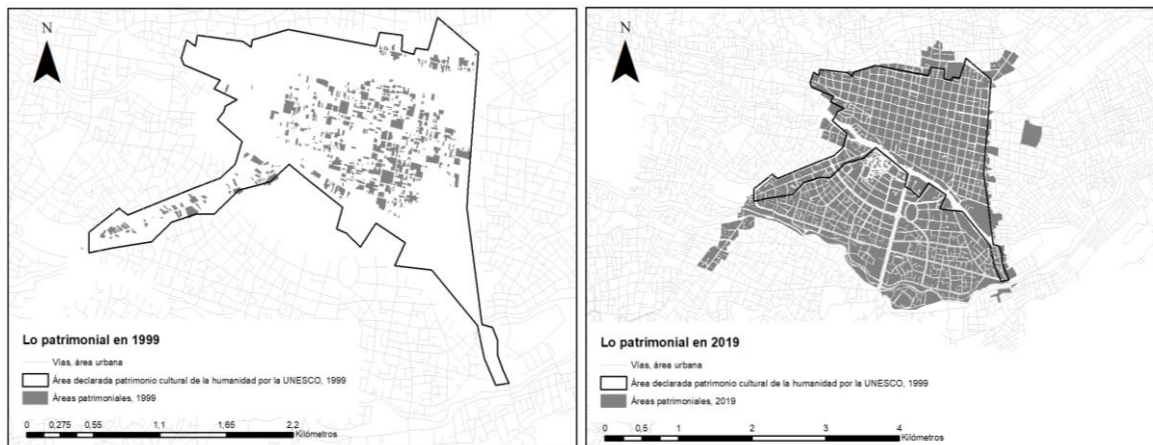 N
Lo patrimonial en 1999
Vías, área urbana
Área declarada patrimonio cultural de la humanidad por la UNESCO, 1999
Áreas patrimoniales, 1999
0 0,275 0,55 1,1 1,65 2,2
Kilómetros
N
Lo patrimonial en 2019
Vías, área urbana
Área declarada patrimonio cultural de la humanidad por la UNESCO, 1999
Áreas patrimoniales, 2019
0 0,5 1 2 3 4
Kilómetros